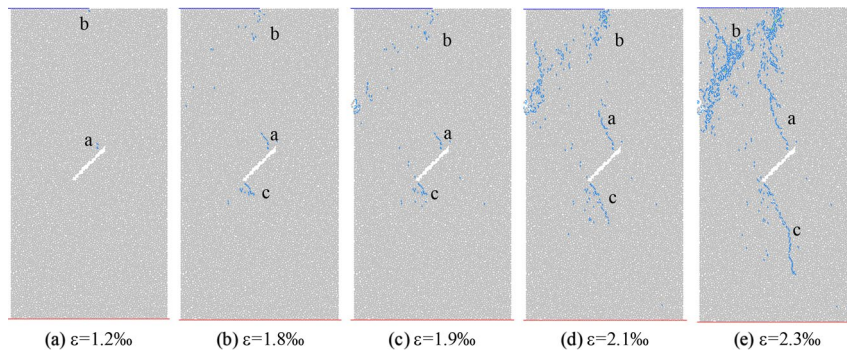 b
a
b
a
c
b
a
c
b
a
c
b
a
c
(a) ε=1.2‰
(b) ε=1.8‰
(c) ε=1.9‰
(d) ε=2.1‰
(e) ε=2.3‰